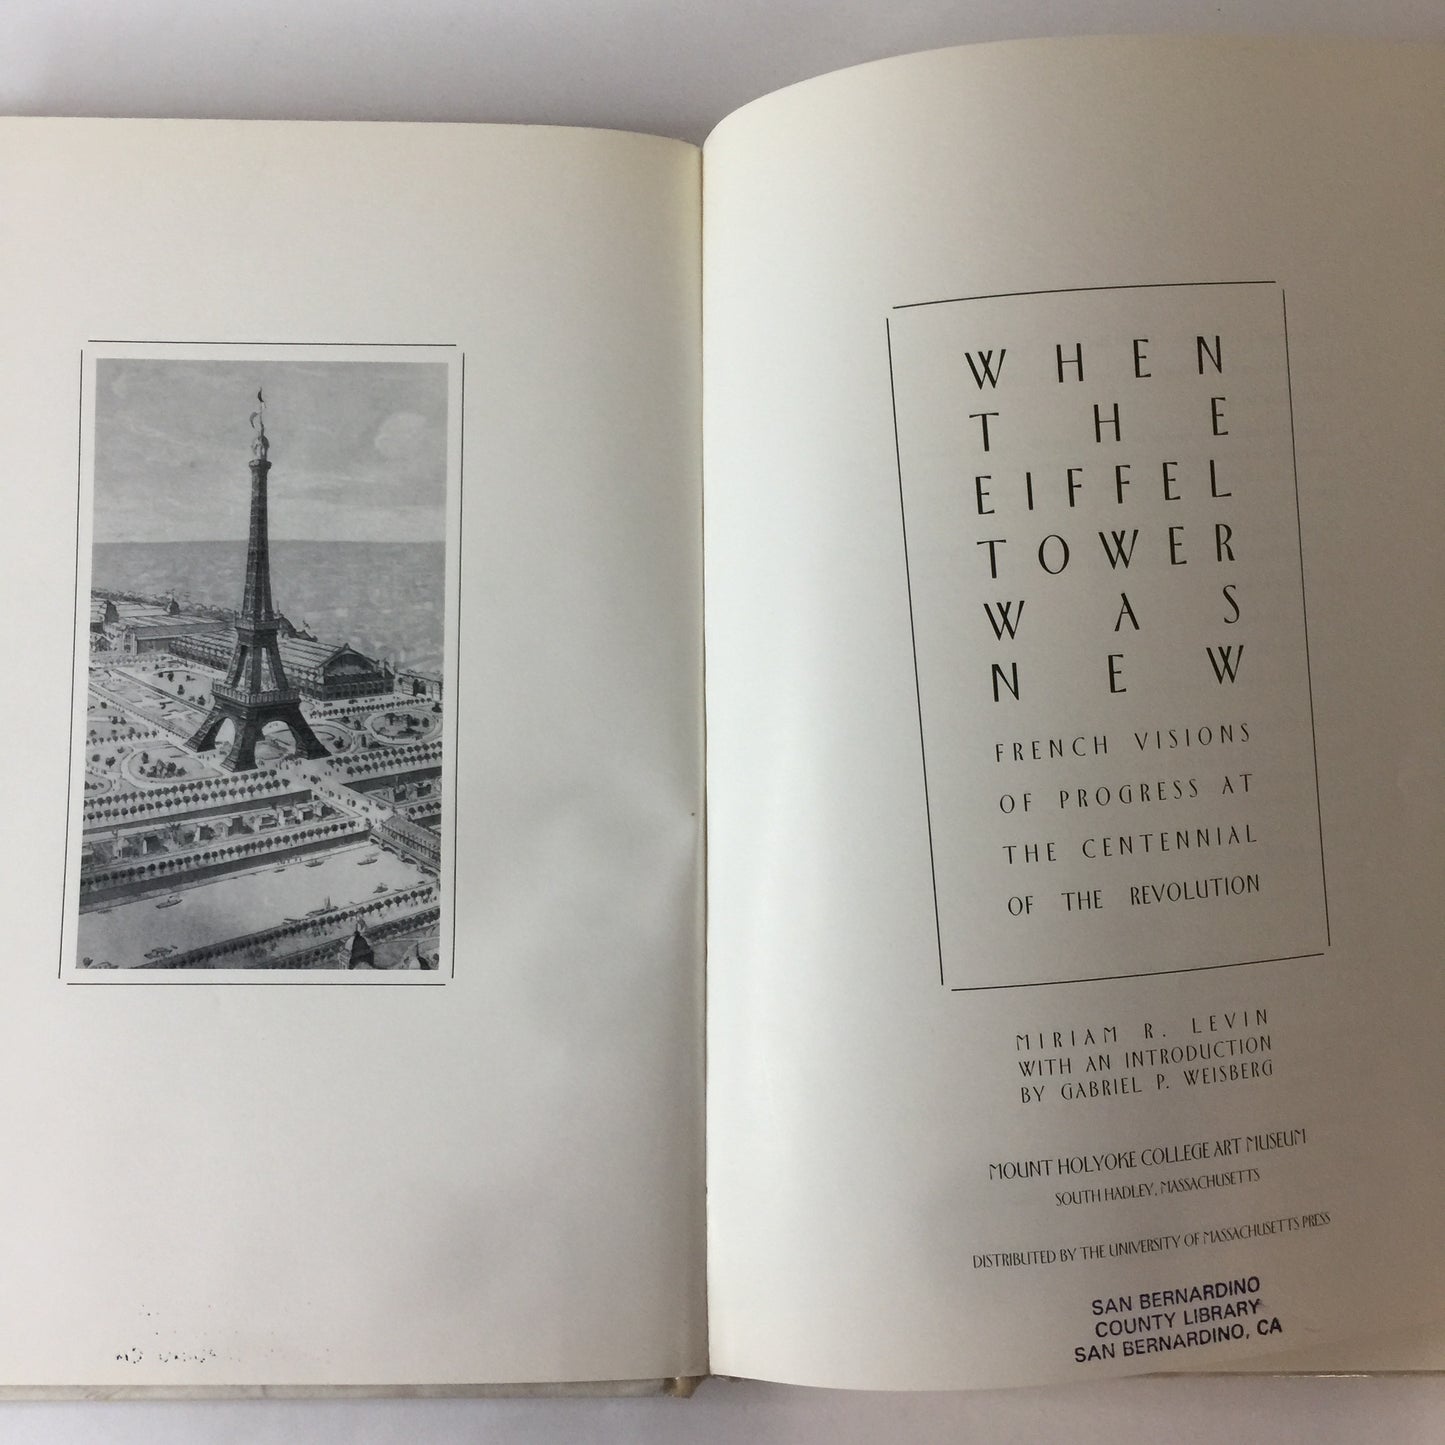 WHEN
THE
EIFFEL
TOWER
WAS
NEW
FRENCH VISIONS
OF PROGRESS AT
THE CENTENNIAL
OF THE REVOLUTION
MIRIAM R. LEVIN
WITH AN INTRODUCTION
BY GABRIEL P. WEISBERG
MOUNT HOLYOKE COLLEGE ART MUSEUM
SOUTH HADLEY, MASSACHUSETTS
DISTRIBUTED BY THE UNIVERSITY OF MASSACHUSETTS PRESS
SAN BERNARDINO
COUNTY LIBRARY
SAN BERNARDINO, CA